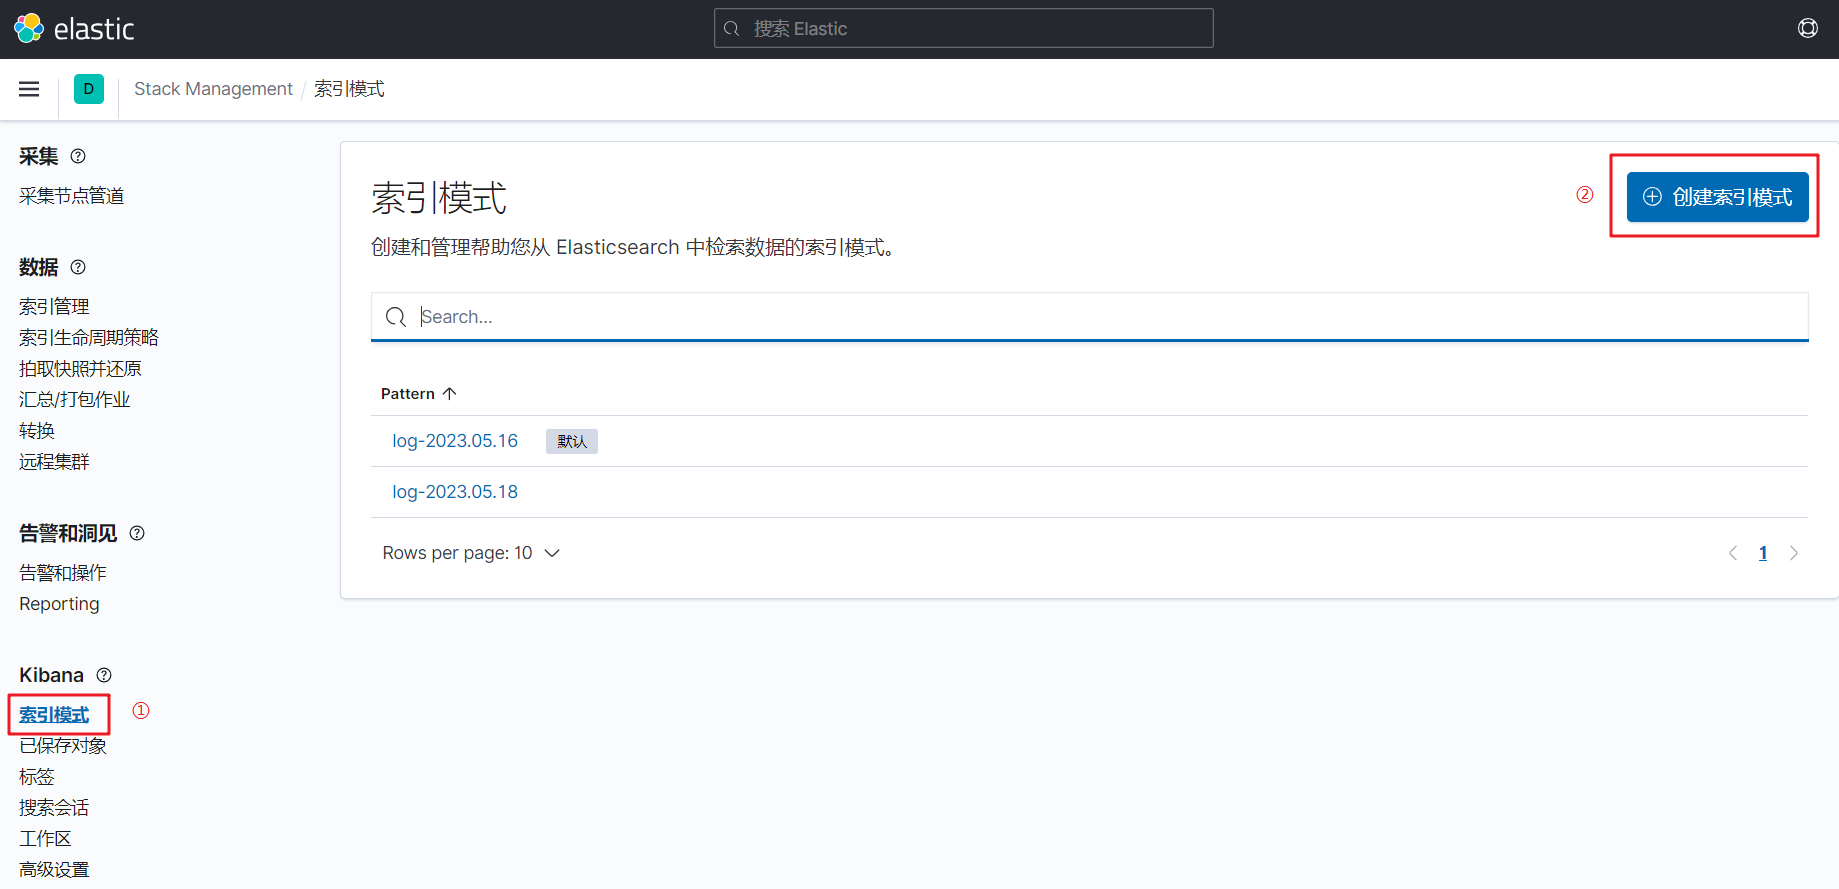 elastic
搜索 Elastic
D
Stack Management / 索引模式
采集
采集节点管道
数据
索引管理
索引生命周期策略
拍取快照并还原
汇总/打包作业
转换
远程集群
告警和洞见
告警和操作
Reporting
Kibana
索引模式 ①
已保存对象
标签
搜索会话
工作区
高级设置
索引模式
② 创建索引模式
创建和管理帮助您从 Elasticsearch 中检索数据的索引模式。
Search...
Pattern ↑
log-2023.05.16 默认
log-2023.05.18
Rows per page: 10
1